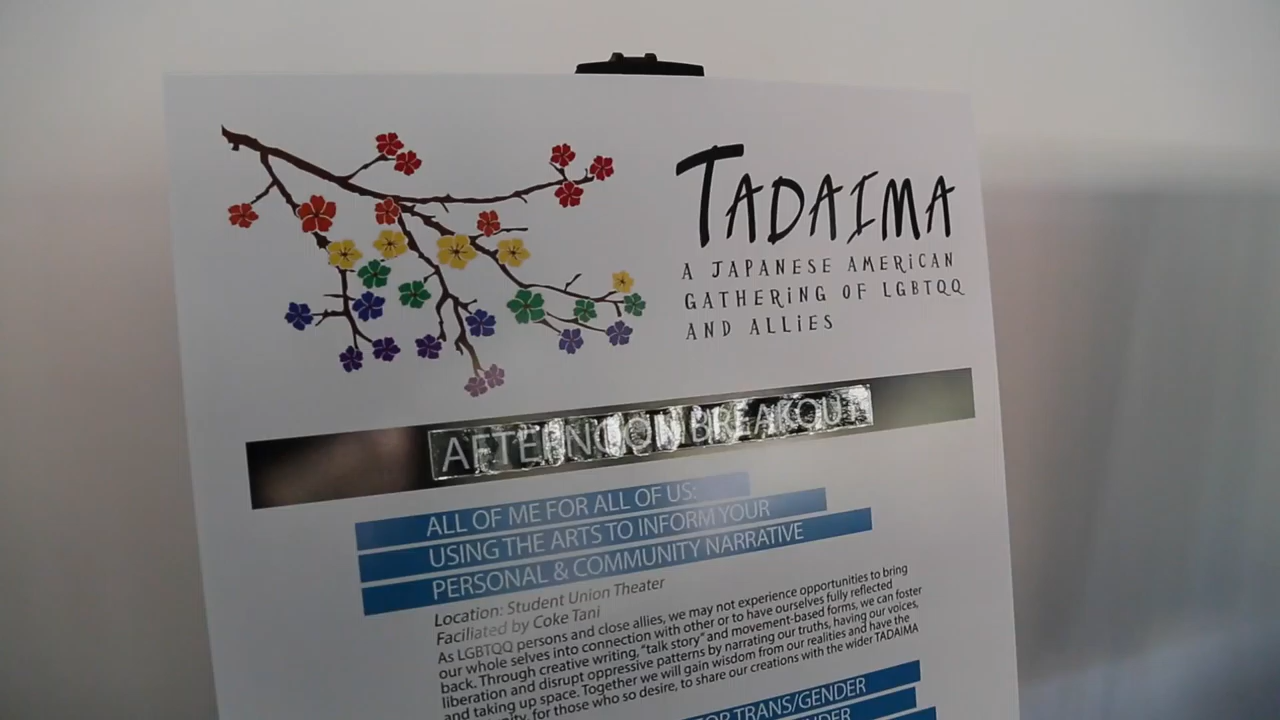 TADAIMA
A JAPANESE AMERiCAN
GATHERiNG OF LGBTQQ
AND ALLiES
AFTERNOON BREAKOUT
ALL OF ME FOR ALL OF US:
USING THE ARTS TO INFORM YOUR
PERSONAL & COMMUNITY NARRATIVE
Location: Student Union Theater
Faciliated by Coke Tani
As LGBTQQ persons and close allies, we may not experience opportunities to bring
our whole selves into connection with other or to have ourselves fully reflected
back. Through creative writing, "talk story" and movement-based forms, we can foster
liberation and disrupt oppressive patterns by narrating our truths, having our voices,
and taking up space. Together we will gain wisdom from our realities and have the
for those who so desire, to share our creations with the wider TADAIMA
FOR TRANS/GENDER